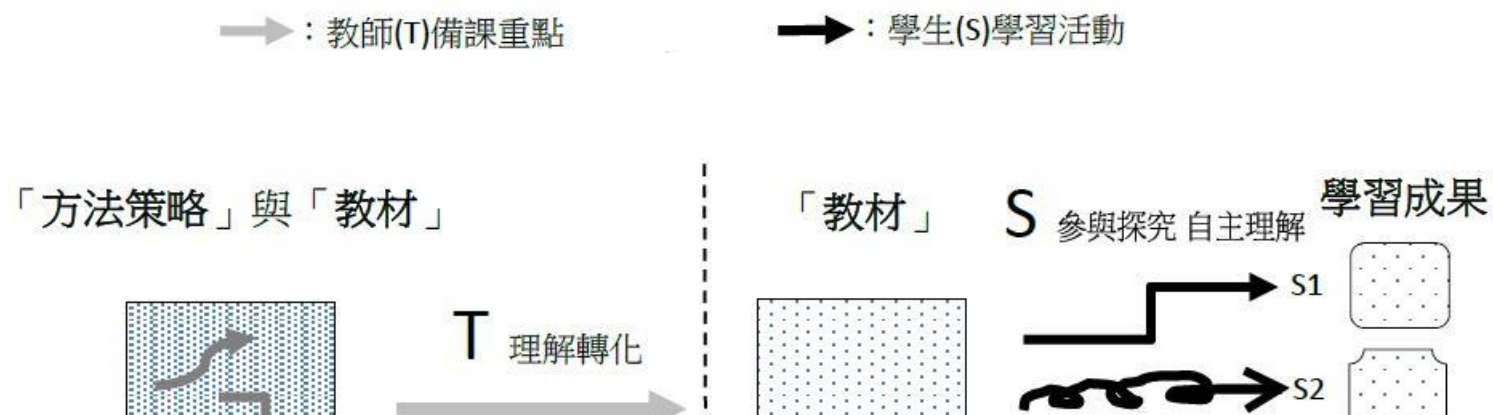 ：教師(T)備課重點
：學生(S)學習活動
「方法策略」與「教材」
「教材」
S 參與探究 自主理解
學習成果
S1
T 理解轉化
S2